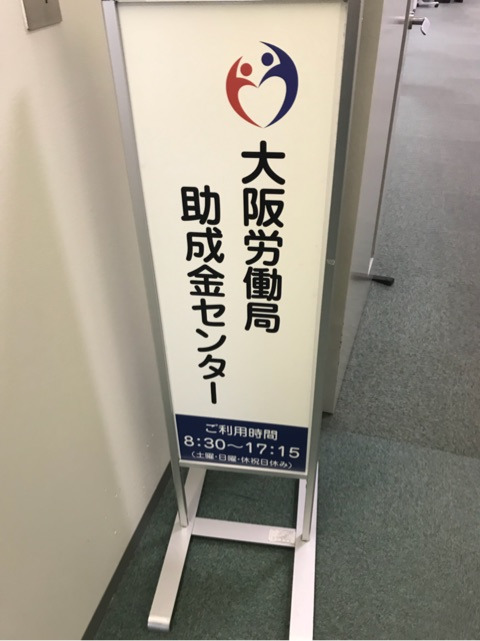 大阪労働局
助成金センター
ご利用時間
8:30～17:15
（土曜・日曜・休祝日休み）